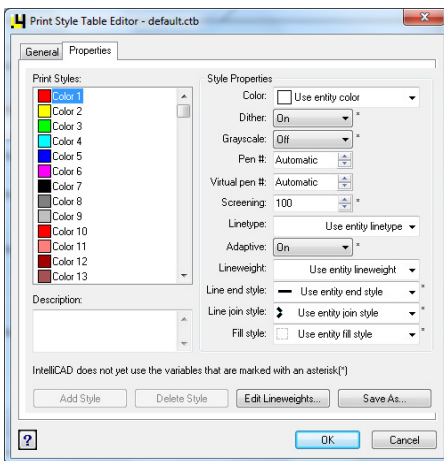 Print Style Table Editor - default.ctb
General Properties
Print Styles:
Color 1
Color 2
Color 3
Color 4
Color 5
Color 6
Color 7
Color 8
Color 9
Color 10
Color 11
Color 12
Color 13
Description:
Style Properties
Color: Use entity color
Dither: On *
Grayscale: Off *
Pen #: Automatic
Virtual pen #: Automatic
Screening: 100 *
Linetype: Use entity linetype
Adaptive: On *
Lineweight: Use entity lineweight
Line end style: Use entity end style *
Line join style: Use entity join style *
Fill style: Use entity fill style *
IntelliCAD does not yet use the variables that are marked with an asterisk(*)
Add Style Delete Style Edit Lineweights... Save As...
? OK Cancel